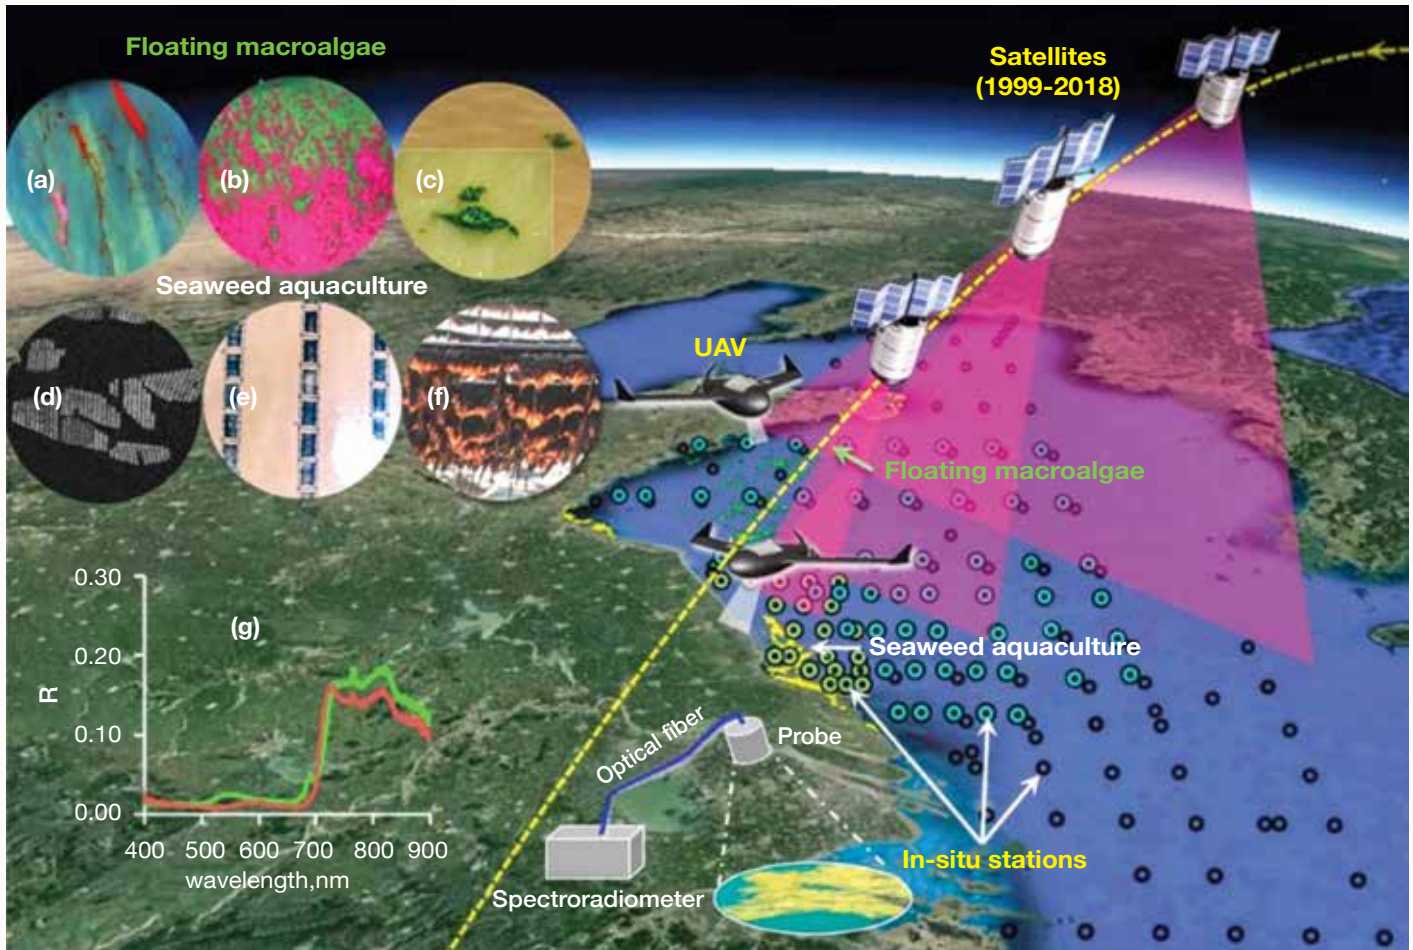 Floating macroalgae
Satellites
(1999-2018)
(a)
(b)
(c)
Seaweed aquaculture
UAV
(d)
(e)
(f)
Floating macroalgae
0.30
(g)
0.20
R
0.10
0.00
400 500 600 700 800 900
wavelength,nm
Seaweed aquaculture
Optical fiber
Probe
In-situ stations
Spectroradiometer